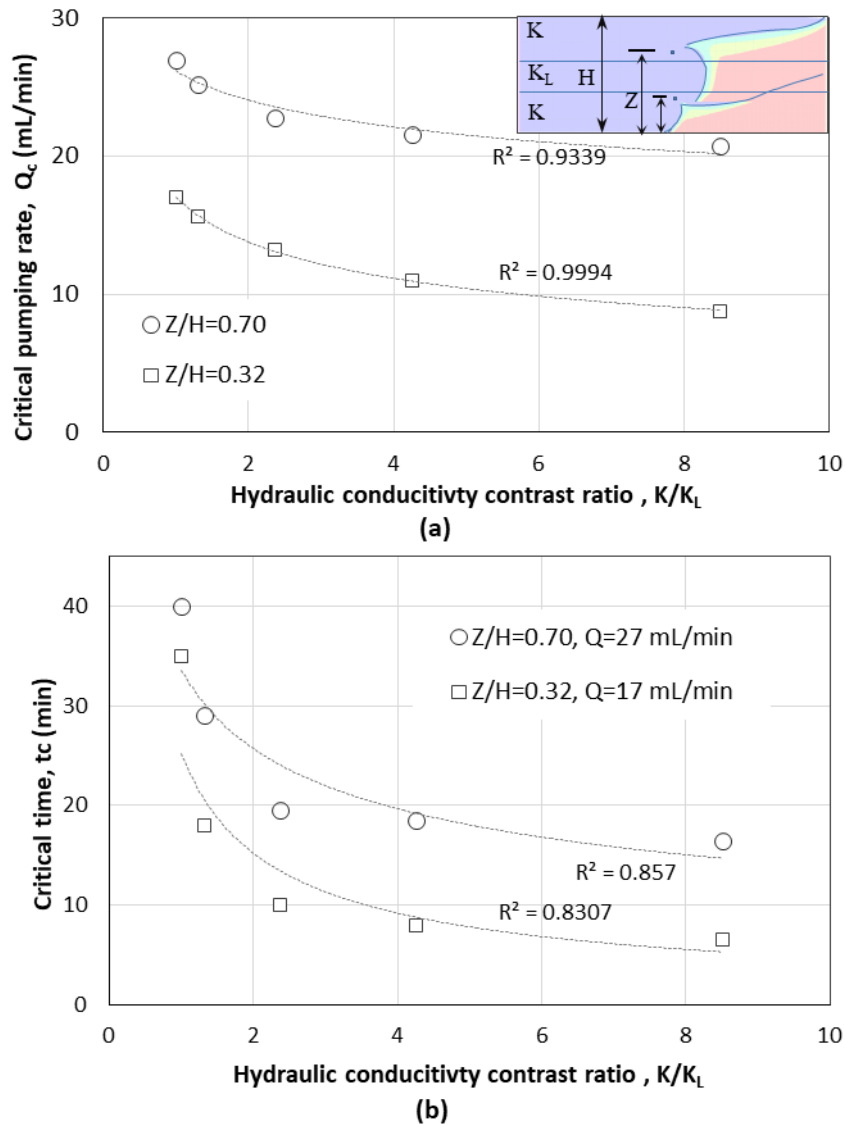 30
20
10
0
Critical pumping rate, Q_c (mL/min)
K
K_L
H
Z
K
R² = 0.9339
R² = 0.9994
Z/H=0.70
Z/H=0.32
0 2 4 6 8 10
Hydraulic conducitivty contrast ratio , K/K_L
(a)
40
30
20
10
0
Critical time, tc (min)
Z/H=0.70, Q=27 mL/min
Z/H=0.32, Q=17 mL/min
R² = 0.857
R² = 0.8307
0 2 4 6 8 10
Hydraulic conducitivty contrast ratio , K/K_L
(b)